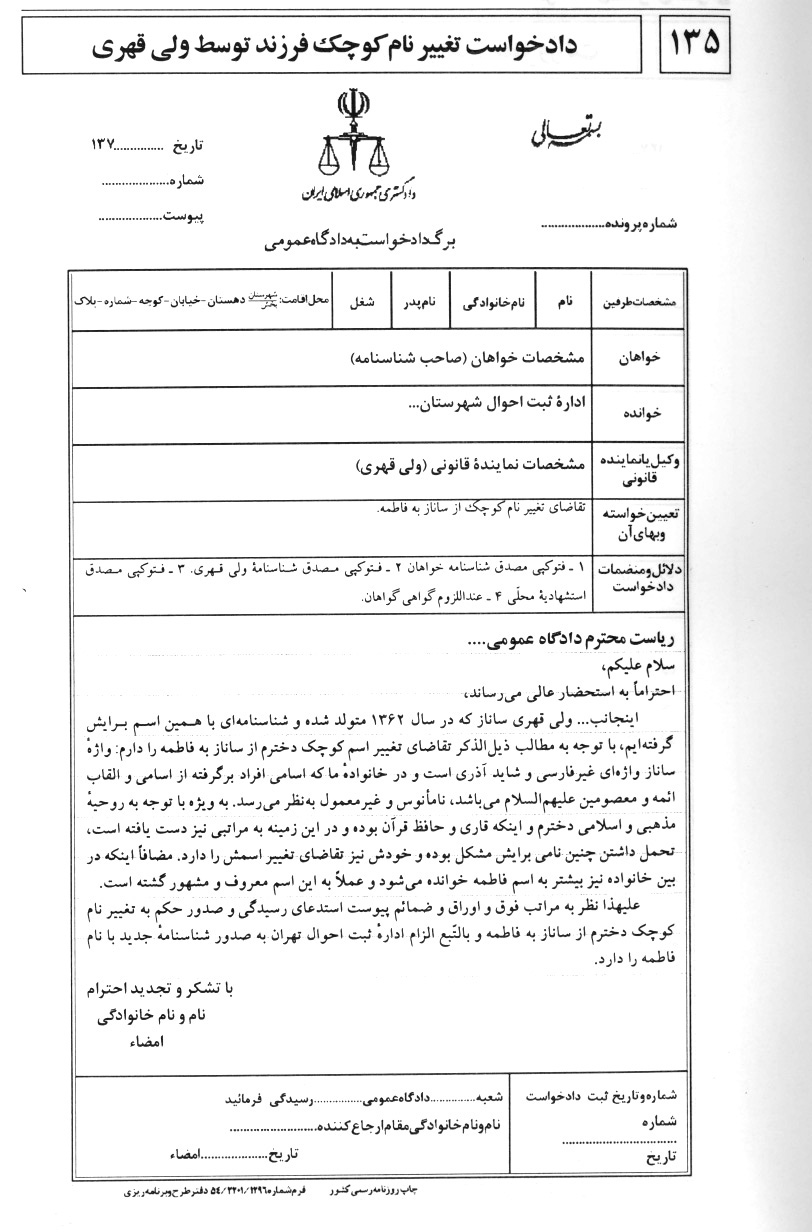 ۱۳۵
دادخواست تغییر نام کوچک فرزند توسط ولی قهری
بسمه تعالی
تاریخ ...............۱۳۷
شماره....................
پیوست...................
دادگستری جمهوری اسلامی ایران
شماره پرونده...................
برگ دادخواست به دادگاه عمومی
مشخصات طرفین نام نام خانوادگی نام پدر شغل محل اقامت: شهرستان بخش دهستان-خیابان-کوچه-شماره-پلاک
خواهان مشخصات خواهان (صاحب شناسنامه)
خوانده ادارهٔ ثبت احوال شهرستان...
وکیل یا نماینده قانونی مشخصات نمایندهٔ قانونی (ولی قهری)
تعیین خواسته وبهای آن تقاضای تغییر نام کوچک از ساناز به فاطمه.
دلائل و منضمات دادخواست ۱ ـ فتوکپی مصدق شناسنامه خواهان ۲ ـ فتوکپی مصدق شناسنامهٔ ولی قهری. ۳ ـ فتوکپی مصدق
استشهادیهٔ محلّی ۴ ـ عنداللزوم گواهی گواهان.
ریاست محترم دادگاه عمومی....
سلام علیکم،
احتراماً به استحضار عالی می‌رساند،
اینجانب... ولی قهری ساناز که در سال ۱۳۶۲ متولد شده و شناسنامه‌ای با همین اسم برایش
گرفته‌ایم، با توجه به مطالب ذیل‌الذکر تقاضای تغییر اسم کوچک دخترم از ساناز به فاطمه را دارم: واژهٔ
ساناز واژه‌ای غیرفارسی و شاید آذری است و در خانوادهٔ ما که اسامی افراد برگرفته از اسامی و القاب
ائمه و معصومین علیهم‌السلام می‌باشد، نامأنوس و غیرمعمول به‌نظر می‌رسد. به ویژه با توجه به روحیهٔ
مذهبی و اسلامی دخترم و اینکه قاری و حافظ قرآن بوده و در این زمینه به مراتبی نیز دست یافته است،
تحمل داشتن چنین نامی برایش مشکل بوده و خودش نیز تقاضای تغییر اسمش را دارد. مضافاً اینکه در
بین خانواده نیز بیشتر به اسم فاطمه خوانده می‌شود و عملاً به این اسم معروف و مشهور گشته است.
علیهذا نظر به مراتب فوق و اوراق و ضمائم پیوست استدعای رسیدگی و صدور حکم به تغییر نام
کوچک دخترم از ساناز به فاطمه و بالتّبع الزام ادارهٔ ثبت احوال تهران به صدور شناسنامهٔ جدید با نام
فاطمه را دارد.
با تشکر و تجدید احترام
نام و نام خانوادگی
امضاء
شماره و تاریخ ثبت دادخواست
شماره
................................
تاریخ
شعبه..............دادگاه عمومی...............رسیدگی فرمائید
نام و نام خانوادگی مقام ارجاع کننده.........................
تاریخ....................امضاء
چاپ روزنامه رسمی کشور فرم شماره ۵۴/۳۲۰۱/۱۲۹۶ دفتر طرح و برنامه ریزی